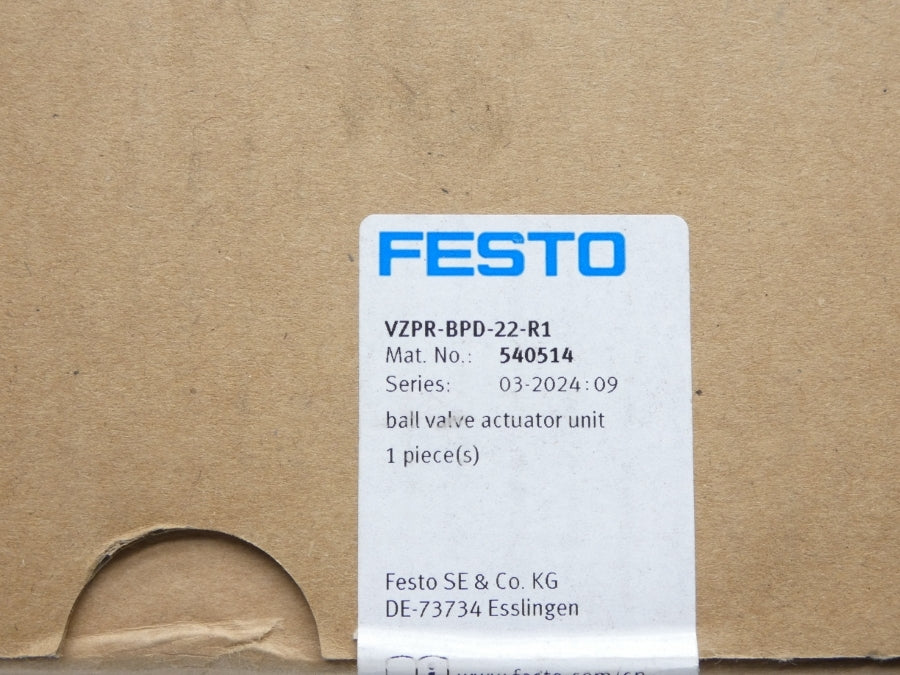 FESTO
VZPR-BPD-22-R1
Mat. No.: 540514
Series: 03-2024:09
ball valve actuator unit
1 piece(s)
Festo SE & Co. KG
DE-73734 Esslingen